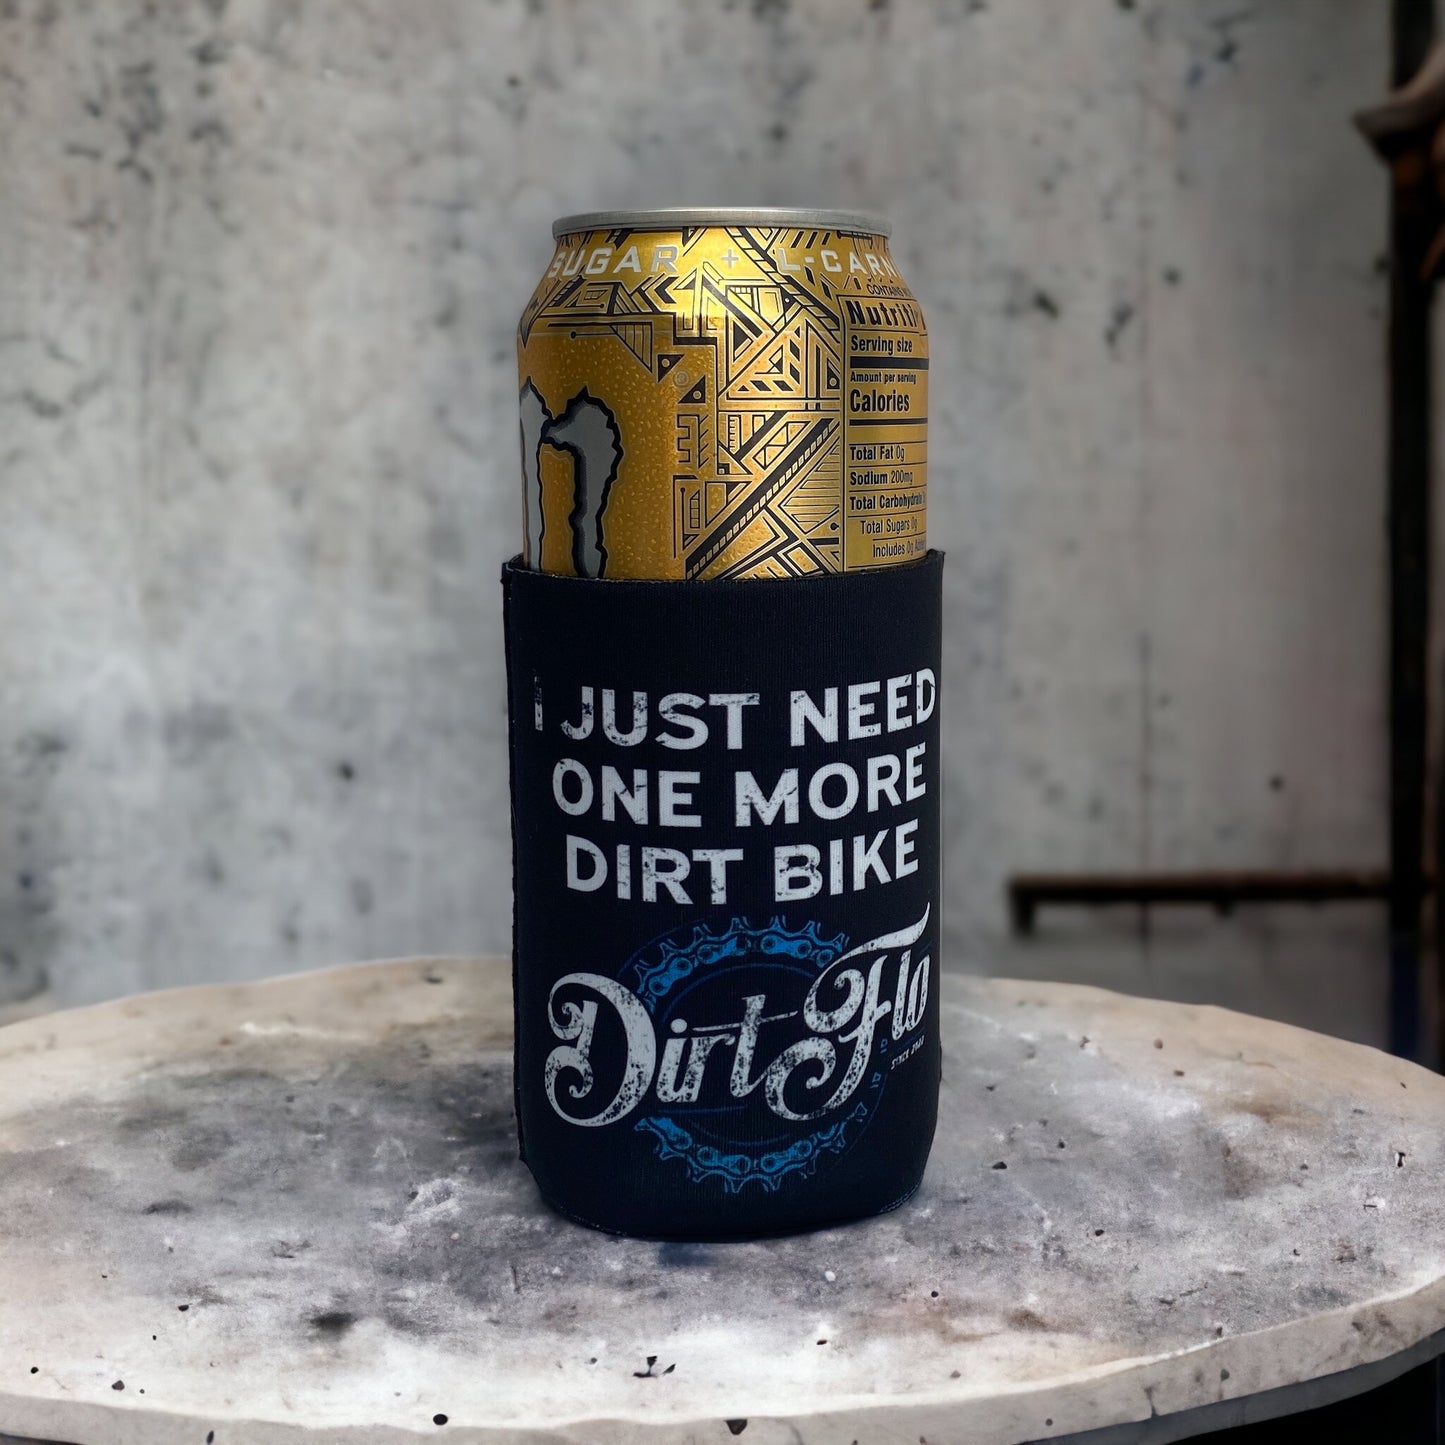 SUGAR + L-CARN
Nutriti
Serving size
Amount per serving
Calories
Total Fat 0g
Sodium 200mg
Total Carbohydrate
Total Sugars 0g
Includes 0g
I JUST NEED
ONE MORE
DIRT BIKE
Dirt Flo